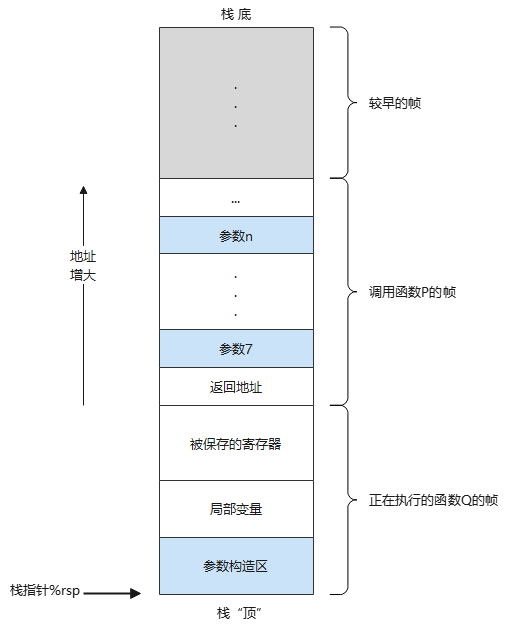 栈 底
.
.
.
较早的帧
...
参数n
地址
增大
.
.
.
调用函数P的帧
参数7
返回地址
被保存的寄存器
正在执行的函数Q的帧
局部变量
参数构造区
栈指针%rsp
栈“顶”